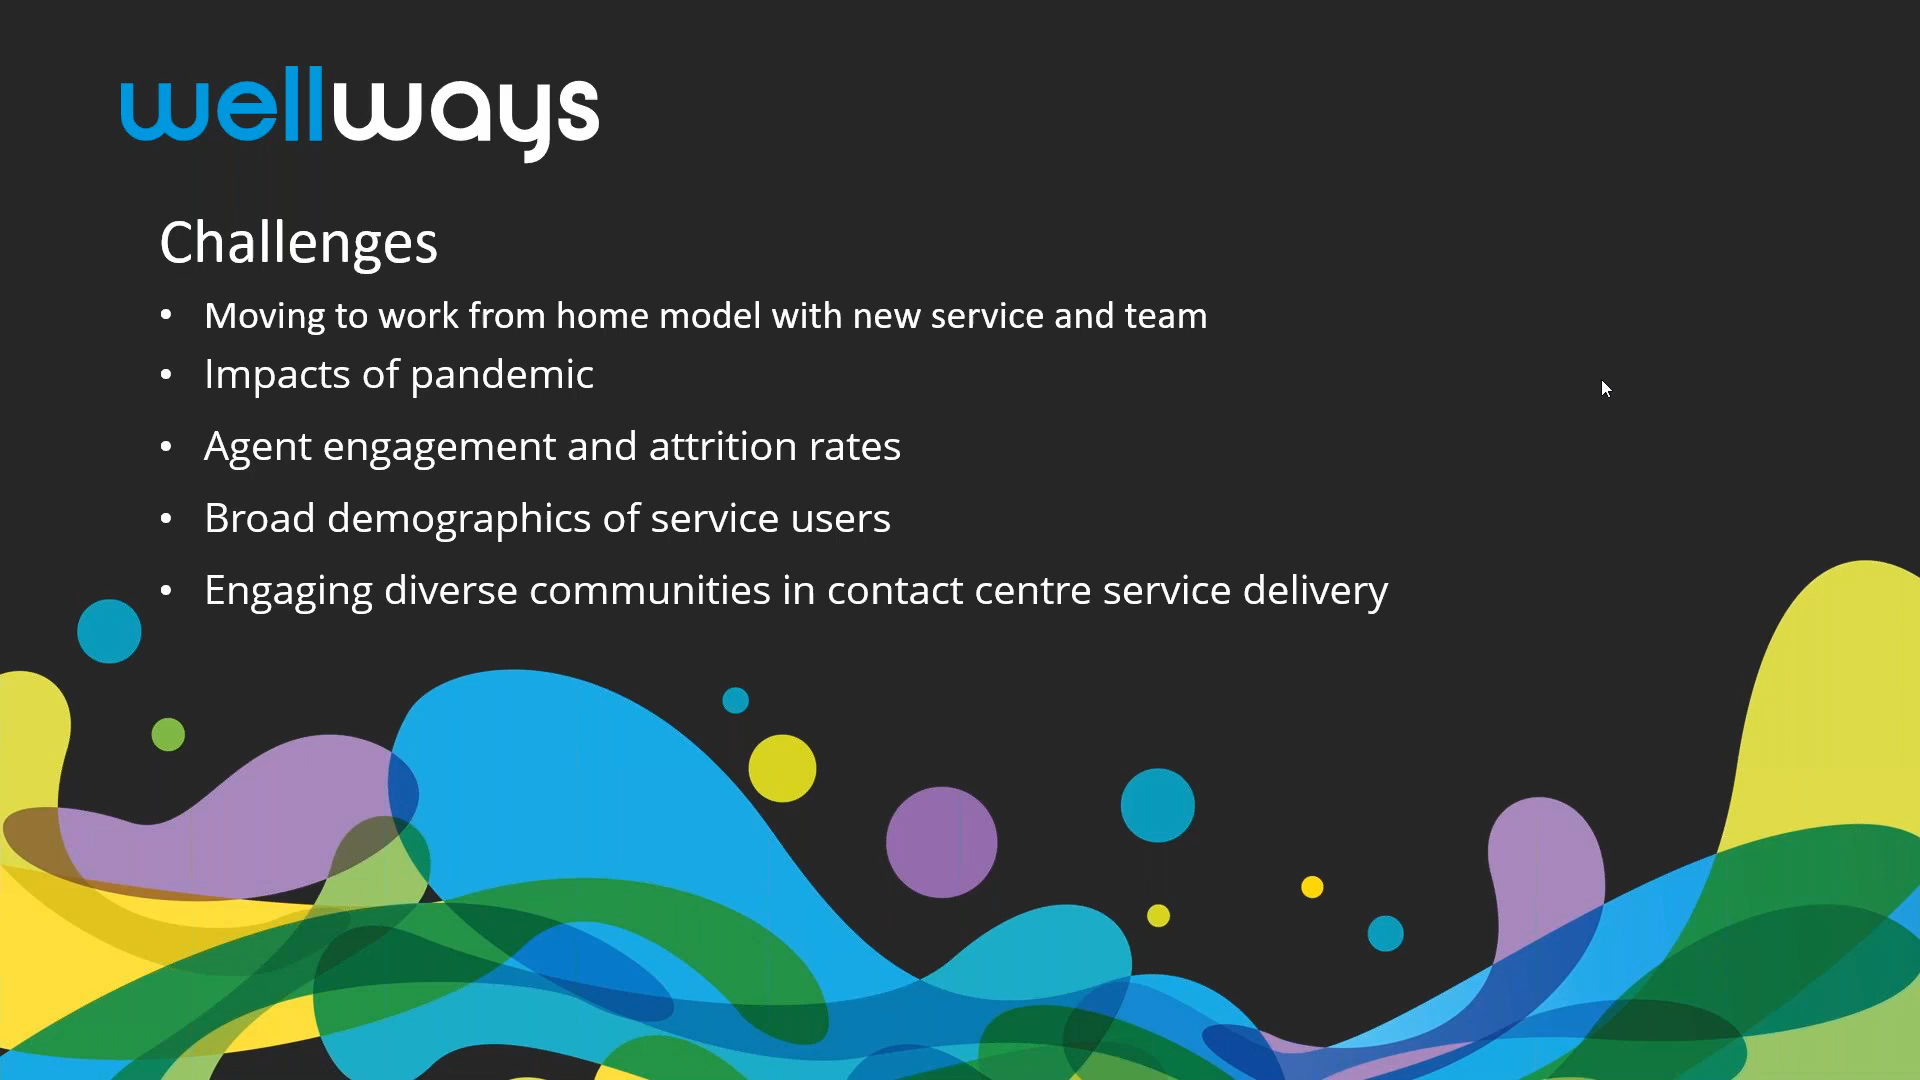 wellways
Challenges
• Moving to work from home model with new service and team
• Impacts of pandemic
• Agent engagement and attrition rates
• Broad demographics of service users
• Engaging diverse communities in contact centre service delivery